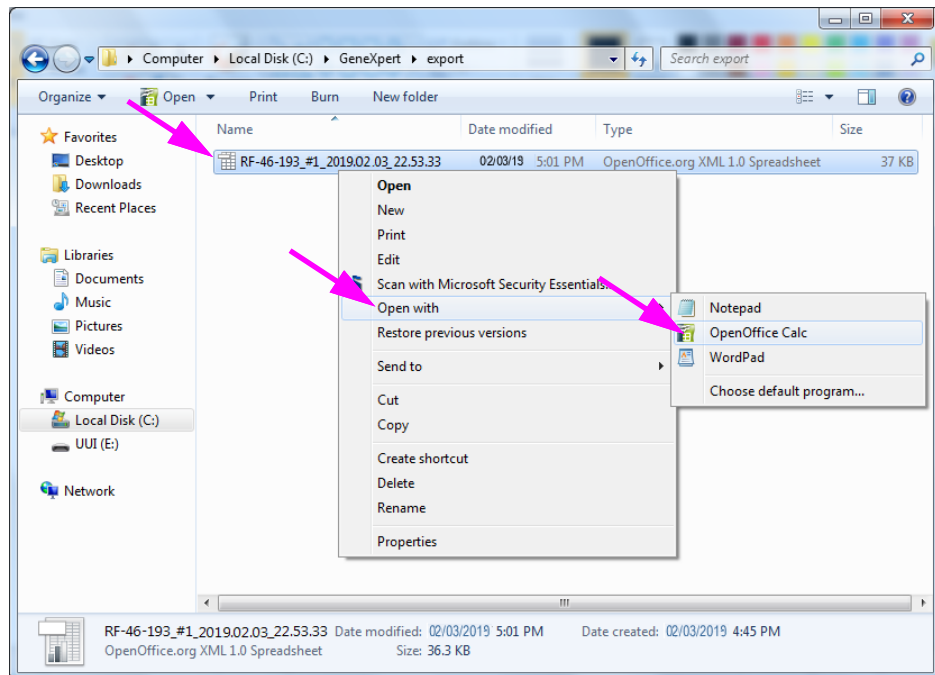 Computer Local Disk (C:) GeneXpert export Search export
Organize Open Print Burn New folder
Favorites
Desktop
Downloads
Recent Places
Libraries
Documents
Music
Pictures
Videos
Computer
Local Disk (C:)
UUI (E:)
Network
Name Date modified Type Size
RF-46-193_#1_2019.02.03_22.53.33 02/03/19 5:01 PM OpenOffice.org XML 1.0 Spreadsheet 37 KB
Open
New
Print
Edit
Scan with Microsoft Security Essentials...
Open with
Restore previous versions
Send to
Cut
Copy
Create shortcut
Delete
Rename
Properties
Notepad
OpenOffice Calc
WordPad
Choose default program...
RF-46-193_#1_2019.02.03_22.53.33 Date modified: 02/03/2019 5:01 PM Date created: 02/03/2019 4:45 PM
OpenOffice.org XML 1.0 Spreadsheet Size: 36.3 KB